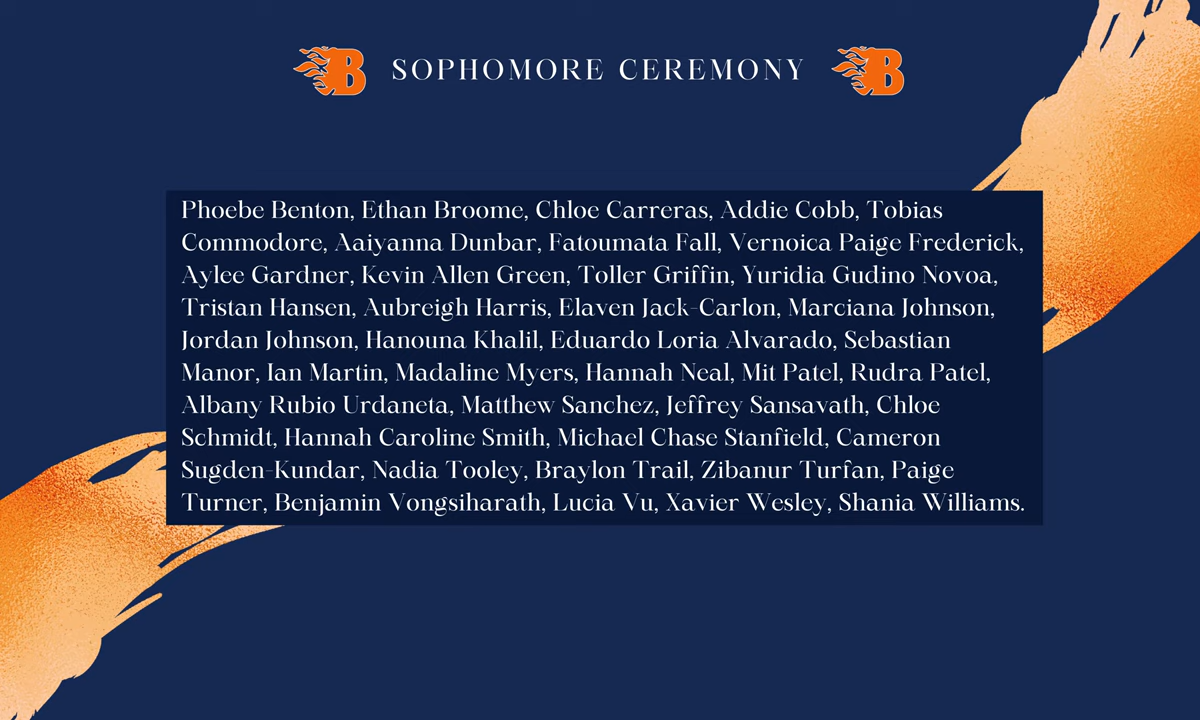 B SOPHOMORE CEREMONY B
Phoebe Benton, Ethan Broome, Chloe Carreras, Addie Cobb, Tobias
Commodore, Aaiyanna Dunbar, Fatoumata Fall, Vernoica Paige Frederick,
Aylee Gardner, Kevin Allen Green, Toller Griffin, Yuridia Gudino Novoa,
Tristan Hansen, Aubreigh Harris, Elaven Jack-Carlon, Marciana Johnson,
Jordan Johnson, Hanouna Khalil, Eduardo Loria Alvarado, Sebastian
Manor, Ian Martin, Madaline Myers, Hannah Neal, Mit Patel, Rudra Patel,
Albany Rubio Urdaneta, Matthew Sanchez, Jeffrey Sansavath, Chloe
Schmidt, Hannah Caroline Smith, Michael Chase Stanfield, Cameron
Sugden-Kundar, Nadia Tooley, Braylon Trail, Zibanur Turfan, Paige
Turner, Benjamin Vongsiharath, Lucia Vu, Xavier Wesley, Shania Williams.